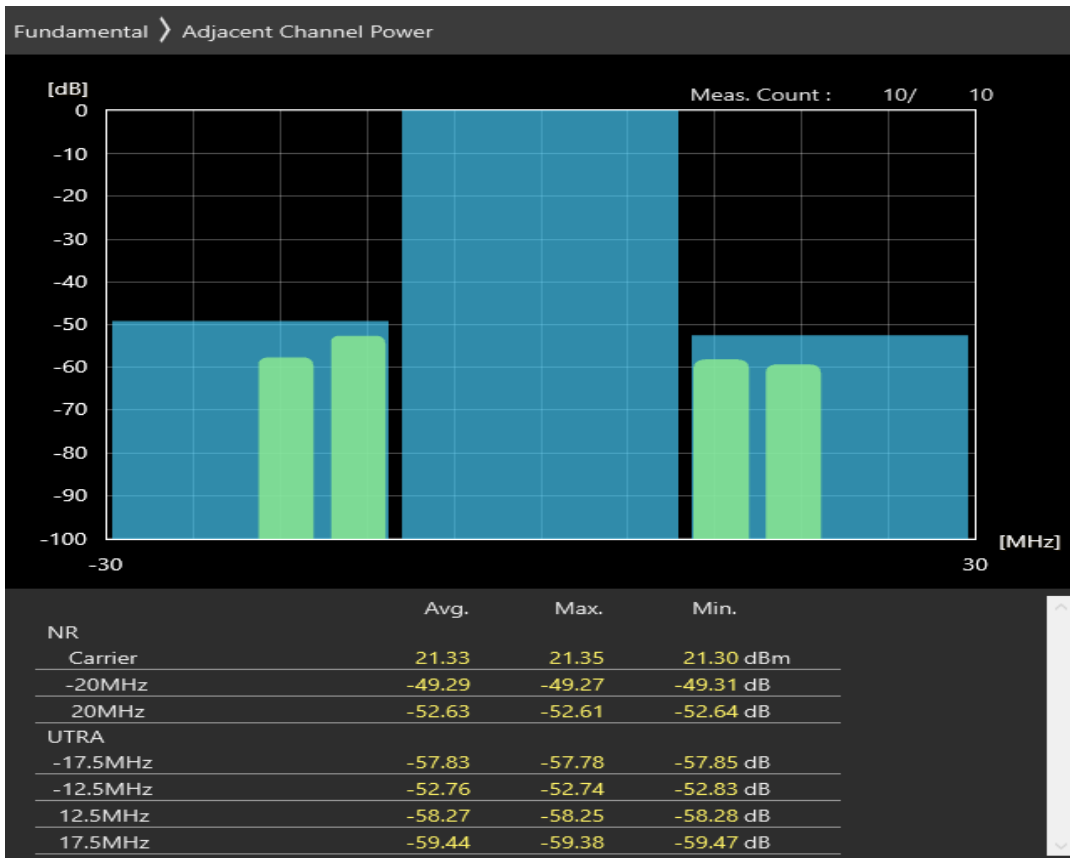 Fundamental 〉 Adjacent Channel Power
[dB]
Meas. Count : 10/ 10
0
-10
-20
-30
-40
-50
-60
-70
-80
-90
-100
[MHz]
-30 30
Avg. Max. Min.
NR
Carrier 21.33 21.35 21.30 dBm
-20MHz -49.29 -49.27 -49.31 dB
20MHz -52.63 -52.61 -52.64 dB
UTRA
-17.5MHz -57.83 -57.78 -57.85 dB
-12.5MHz -52.76 -52.74 -52.83 dB
12.5MHz -58.27 -58.25 -58.28 dB
17.5MHz -59.44 -59.38 -59.47 dB